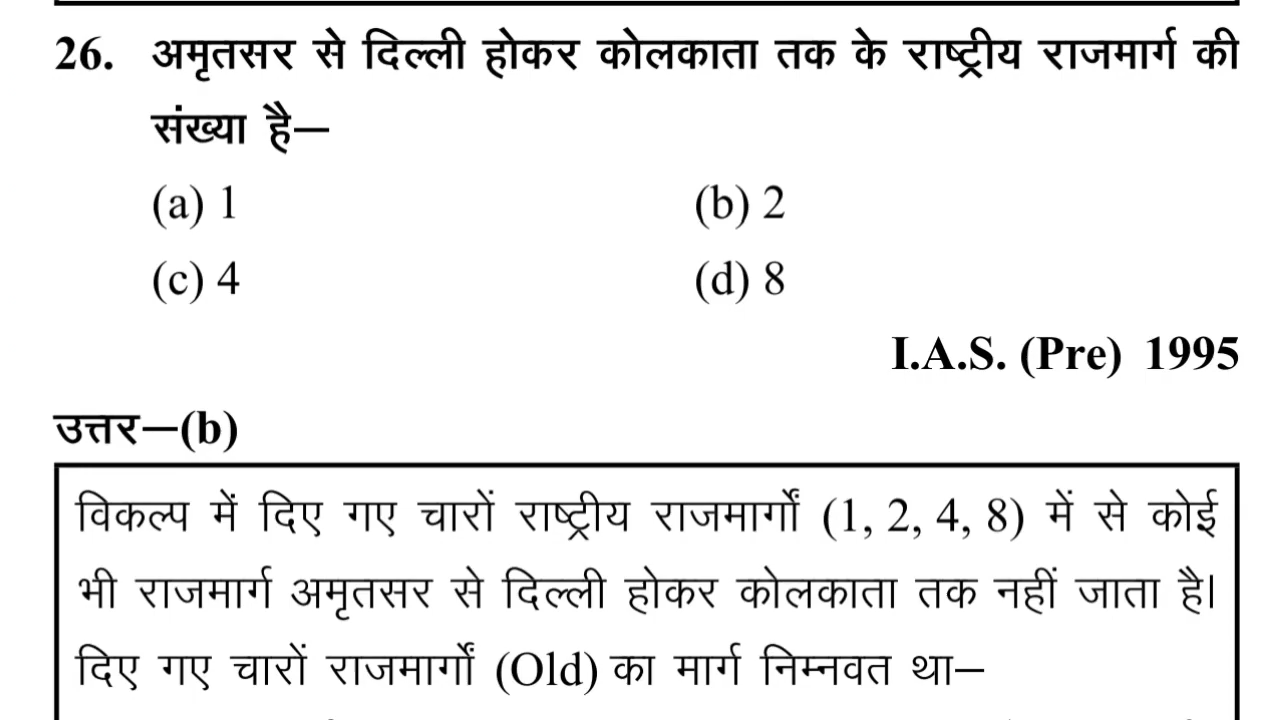 26. अमृतसर से दिल्ली होकर कोलकाता तक के राष्ट्रीय राजमार्ग की
संख्या है—
(a) 1 (b) 2
(c) 4 (d) 8
I.A.S. (Pre) 1995
उत्तर—(b)
विकल्प में दिए गए चारों राष्ट्रीय राजमार्गों (1, 2, 4, 8) में से कोई
भी राजमार्ग अमृतसर से दिल्ली होकर कोलकाता तक नहीं जाता है।
दिए गए चारों राजमार्गों (Old) का मार्ग निम्नवत था—